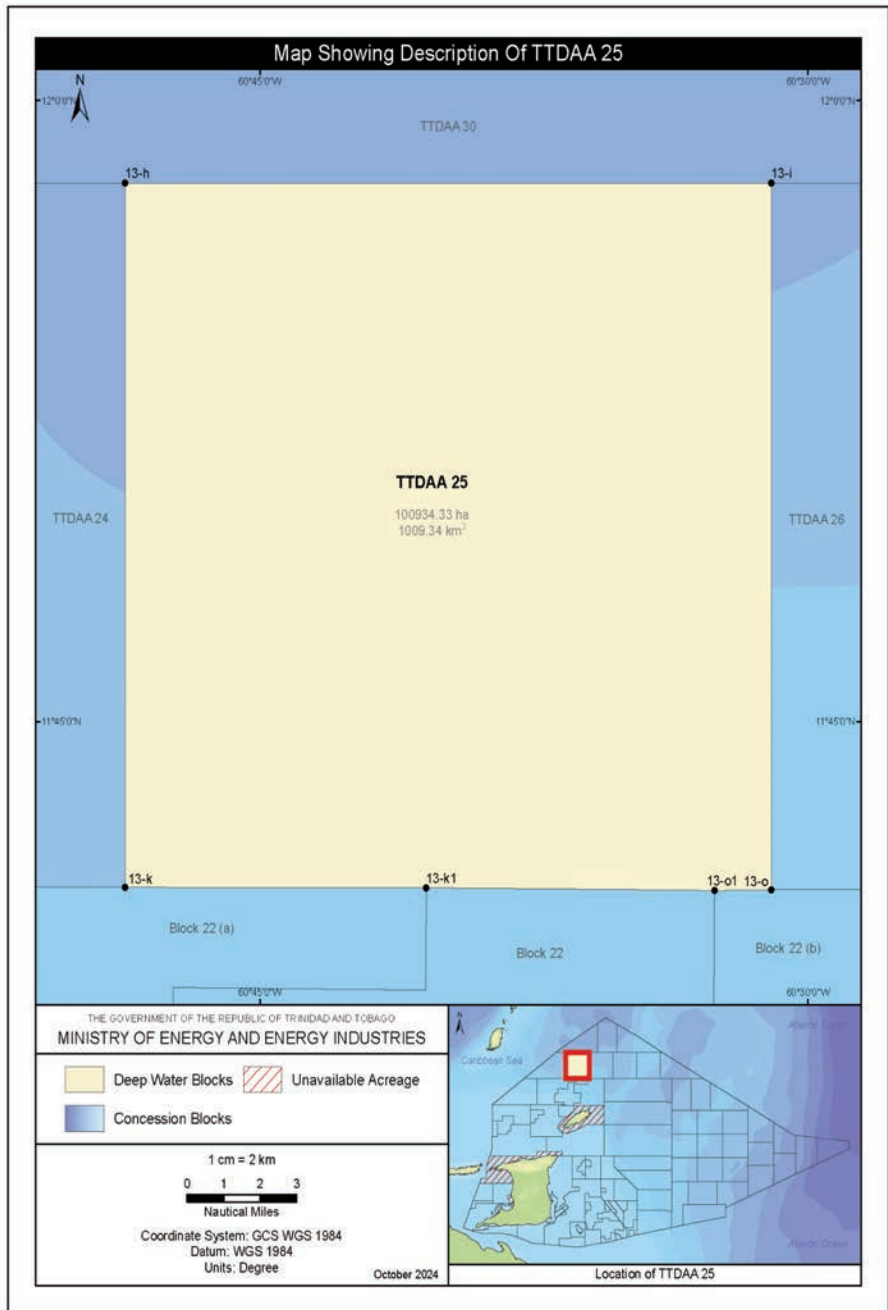 Map Showing Description Of TTDAA 25
N
60°45'0"W
60°30'0"W
12°0'0"N
12°0'0"N
TTDAA 30
13-h
13-i
TTDAA 25
100934.33 ha
1009.34 km²
TTDAA 24
TTDAA 26
11°45'0"N
11°45'0"N
13-k
13-k1
13-o1
13-o
Block 22 (a)
Block 22
Block 22 (b)
60°45'0"W
60°30'0"W
THE GOVERNMENT OF THE REPUBLIC OF TRINIDAD AND TOBAGO
MINISTRY OF ENERGY AND ENERGY INDUSTRIES
Deep Water Blocks
Unavailable Acreage
Concession Blocks
1 cm = 2 km
0 1 2 3
Nautical Miles
Coordinate System: GCS WGS 1984
Datum: WGS 1984
Units: Degree
October 2024
N
Atlantic Ocean
Caribbean Sea
Atlantic Ocean
Location of TTDAA 25